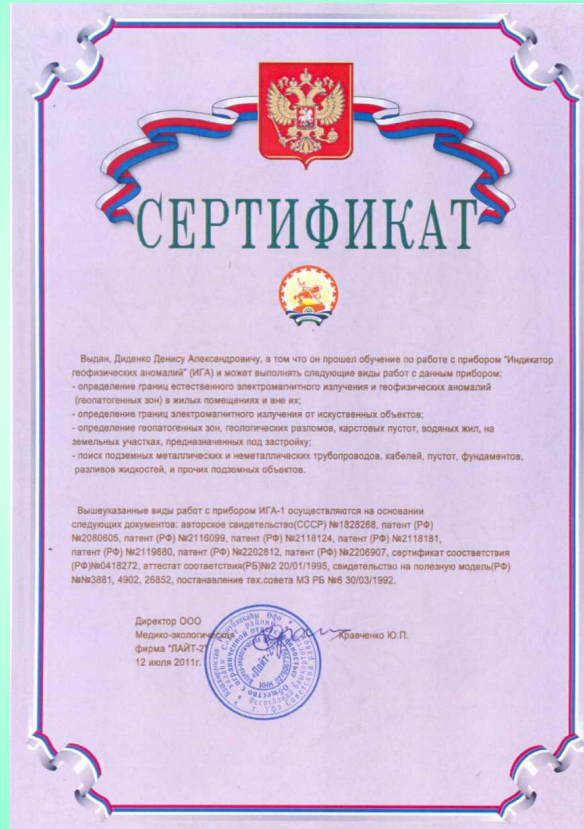 СЕРТИФИКАТ
Выдан, Диденко Денису Александровичу, в том что он прошел обучение по работе с прибором "Индикатор
геофизических аномалий" (ИГА) и может выполнять следующие виды работ с данным прибором:
- определение границ естественного электромагнитого излучения и геофизических аномалий
(геопатогенных зон) в жилых помещениях и вне их;
- определение границ электромагнитого излучения от искуственных объектов;
- определение геопатогенных зон, геологических разломов, карстовых пустот, водяных жил, на
земельных участках, предназначенных под застройку;
- поиск подземных металлических и неметаллических трубопроводов, кабелей, пустот, фундаментов,
разливов жидкостей, и прочих подземных объектов.
Вышеуказанные виды работ с прибором ИГА-1 осуществляются на основании
следующих документов: авторское свидетельство(СССР) №1828268, патент (РФ)
№2080605, патент (РФ) №2116099, патент (РФ) №2118124, патент (РФ) №2118181,
патент (РФ) №2119680, патент (РФ) №2202812, патент (РФ) №2206907, сертификат соостветствия
(РФ)№0418272, аттестат соответствия(РБ)№2 20/01/1995, свидетельство на полезную модель(РФ)
№№3881, 4902, 26852, постанавление тех.совета МЗ РБ №6 30/03/1992.
Директор ООО
Медико-экологическая Кравченко Ю.П.
фирма "ЛАЙТ-2"
12 июля 2011г.